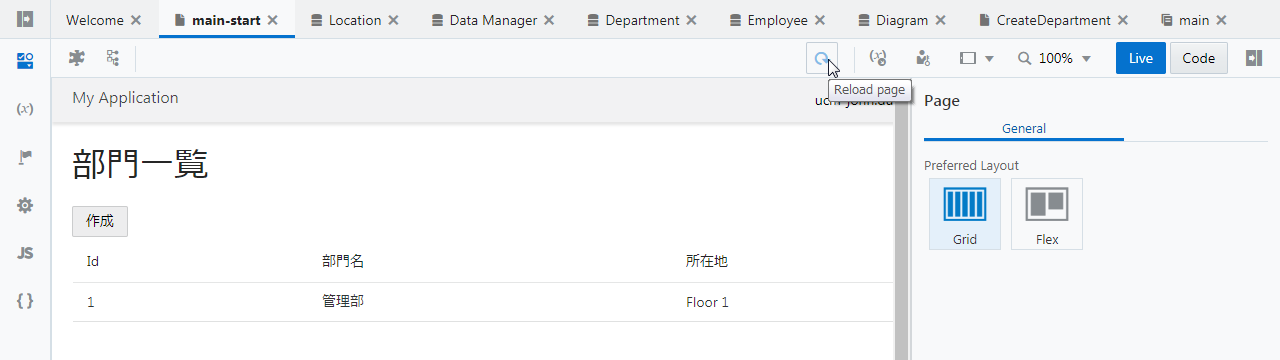 Welcome main-start Location Data Manager Department Employee Diagram CreateDepartment main
(x) 100% Live Code
Reload page
My Application
Page
General
部門一覧
Preferred Layout
作成
Grid Flex
Id 部門名 所在地
1 管理部 Floor 1
(x)
JS
{ }